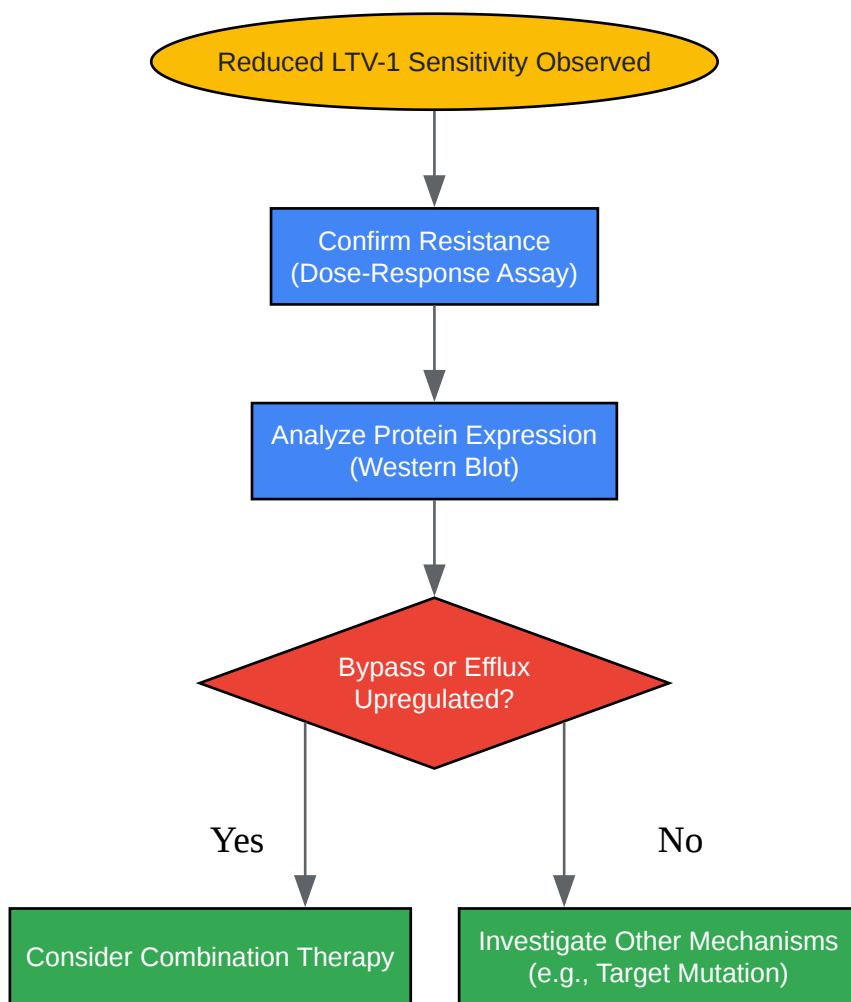 Reduced LTV-1 Sensitivity Observed
Confirm Resistance
(Dose-Response Assay)
Analyze Protein Expression
(Western Blot)
Bypass or Efflux
Upregulated?
Yes
No
Consider Combination Therapy
Investigate Other Mechanisms
(e.g., Target Mutation)